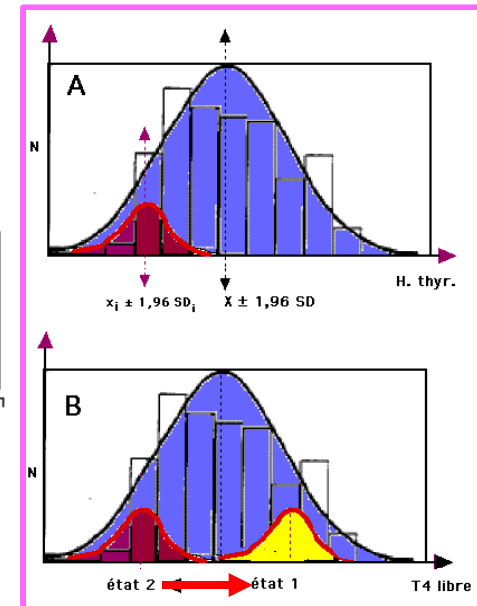 A
N
H. thyr.
xᵢ ± 1,96 SDᵢ X ± 1,96 SD
B
N
état 2 état 1 T4 libre